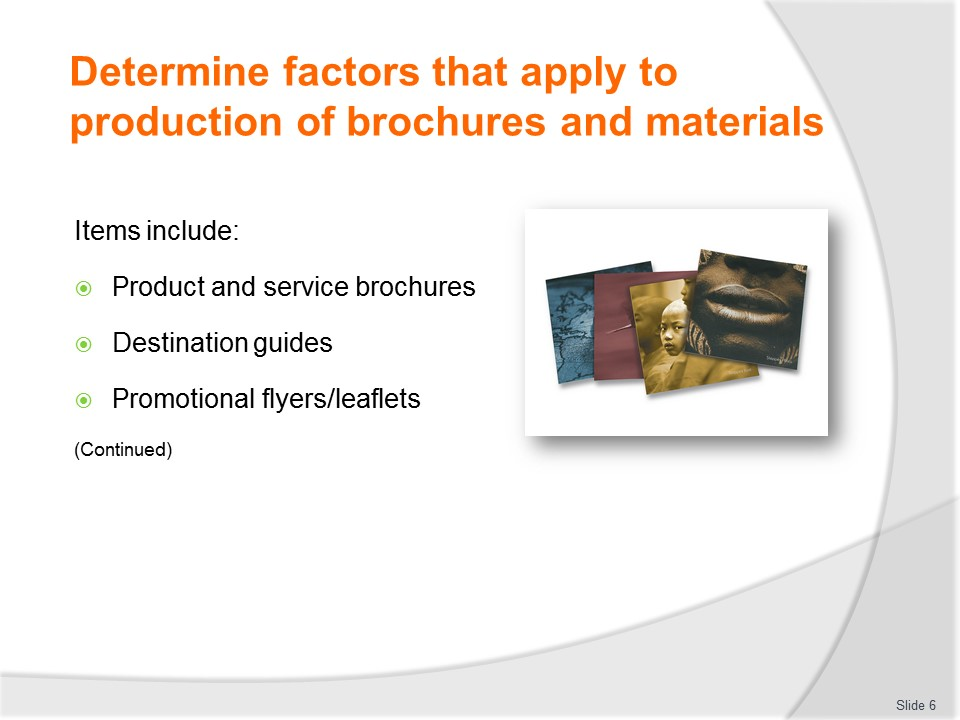 Determine factors that apply to
production of brochures and materials
Items include:
Product and service brochures
Destination guides
Promotional flyers/leaflets
(Continued)
Slide 6